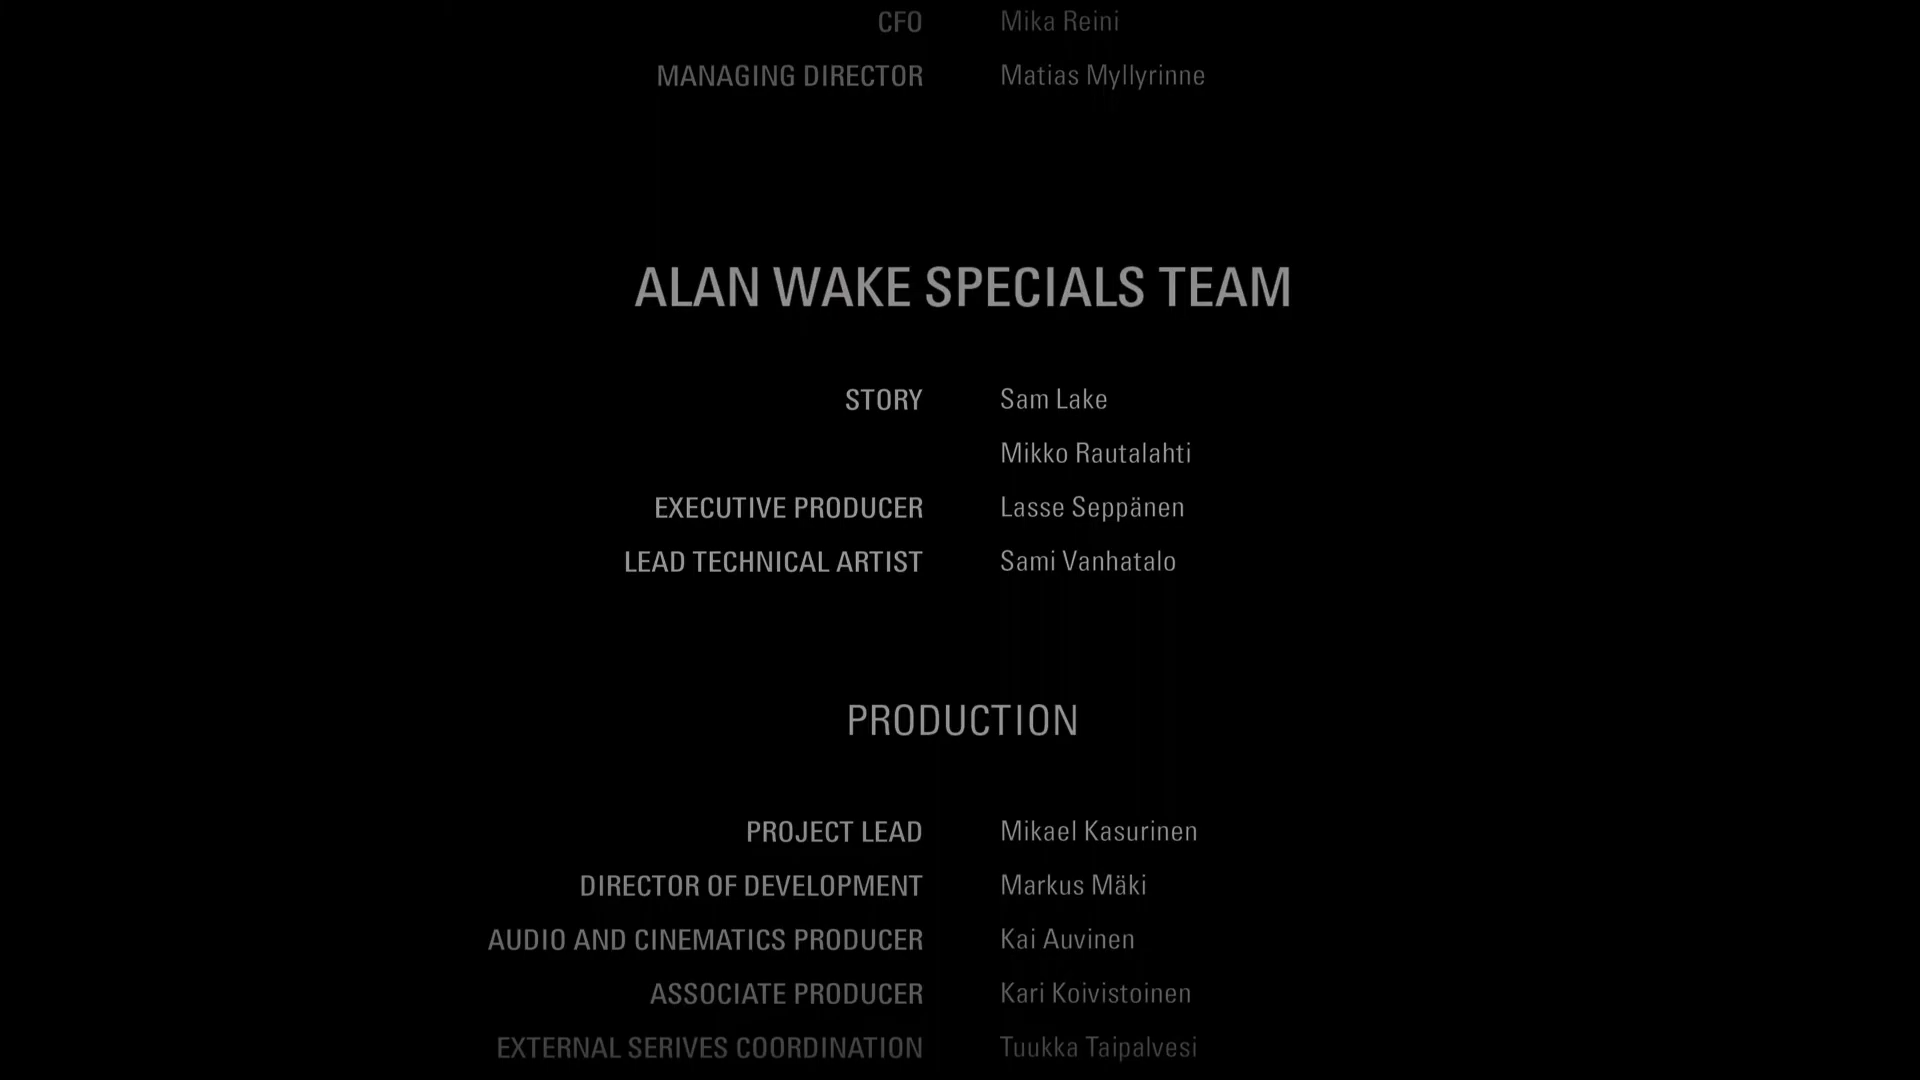 CFO Mika Reini
MANAGING DIRECTOR Matias Myllyrinne
ALAN WAKE SPECIALS TEAM
STORY Sam Lake
Mikko Rautalahti
EXECUTIVE PRODUCER Lasse Seppänen
LEAD TECHNICAL ARTIST Sami Vanhatalo
PRODUCTION
PROJECT LEAD Mikael Kasurinen
DIRECTOR OF DEVELOPMENT Markus Mäki
AUDIO AND CINEMATICS PRODUCER Kai Auvinen
ASSOCIATE PRODUCER Kari Koivistoinen
EXTERNAL SERIVES COORDINATION Tuukka Taipalvesi